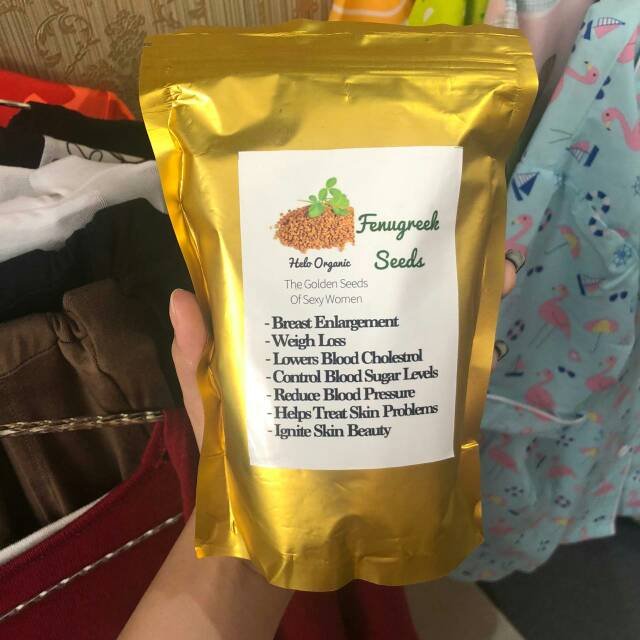 Fenugreek
Seeds
Helo Organic
The Golden Seeds
Of Sexy Women
- Breast Enlargement
- Weigh Loss
- Lowers Blood Cholestrol
- Control Blood Sugar Levels
- Reduce Blood Pressure
- Helps Treat Skin Problems
- Ignite Skin Beauty